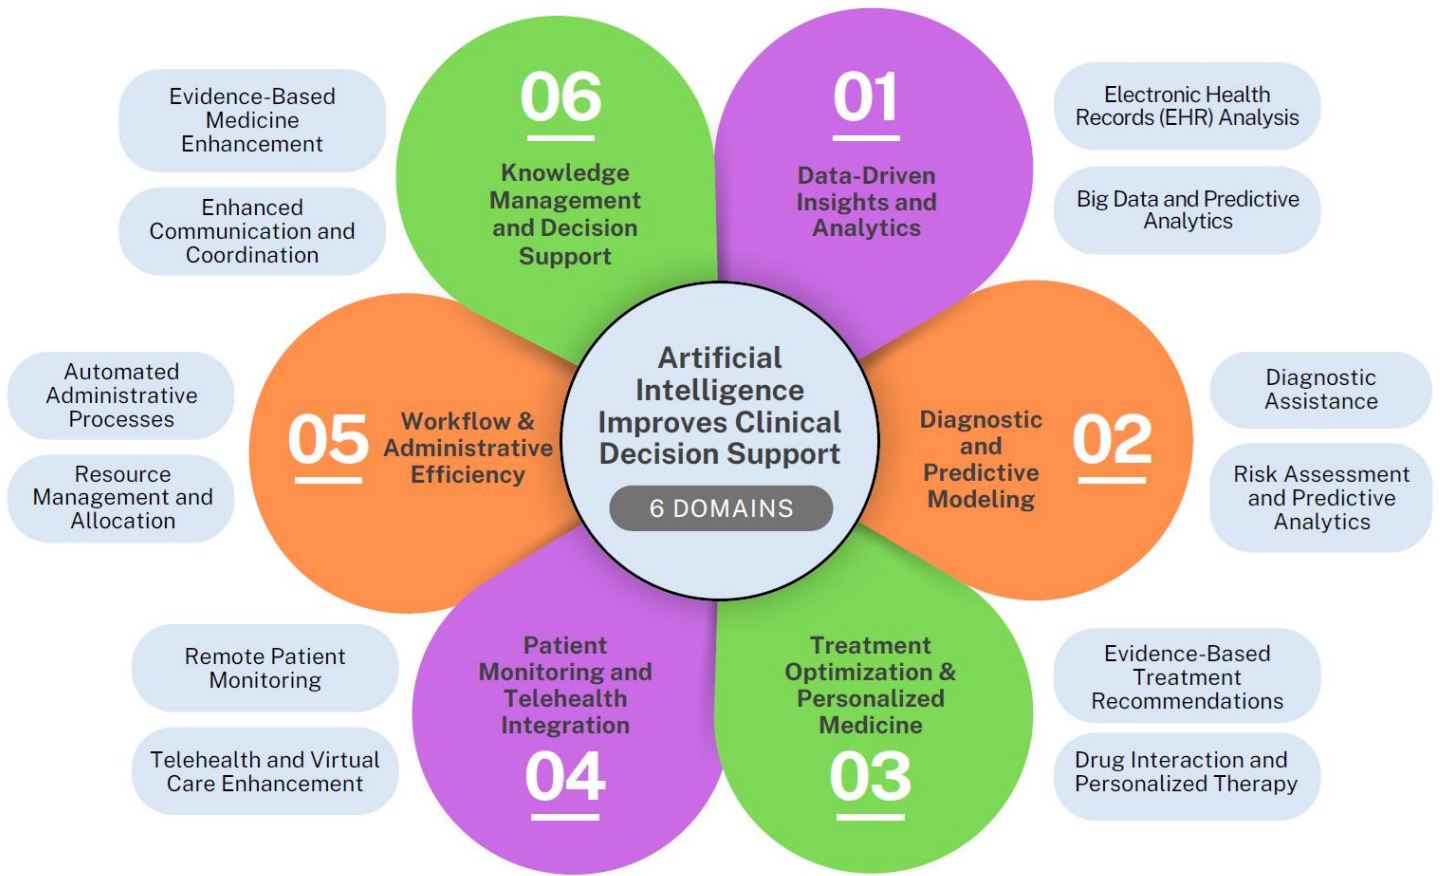 Artificial
Intelligence
Improves Clinical
Decision Support
6 DOMAINS
01
Data-Driven
Insights and
Analytics
Electronic Health
Records (EHR) Analysis
Big Data and Predictive
Analytics
02
Diagnostic
and
Predictive
Modeling
Diagnostic
Assistance
Risk Assessment
and Predictive
Analytics
Treatment
Optimization &
Personalized
Medicine
03
Evidence-Based
Treatment
Recommendations
Drug Interaction and
Personalized Therapy
Patient
Monitoring and
Telehealth
Integration
04
Remote Patient
Monitoring
Telehealth and Virtual
Care Enhancement
05
Workflow &
Administrative
Efficiency
Automated
Administrative
Processes
Resource
Management and
Allocation
06
Knowledge
Management
and Decision
Support
Evidence-Based
Medicine
Enhancement
Enhanced
Communication and
Coordination